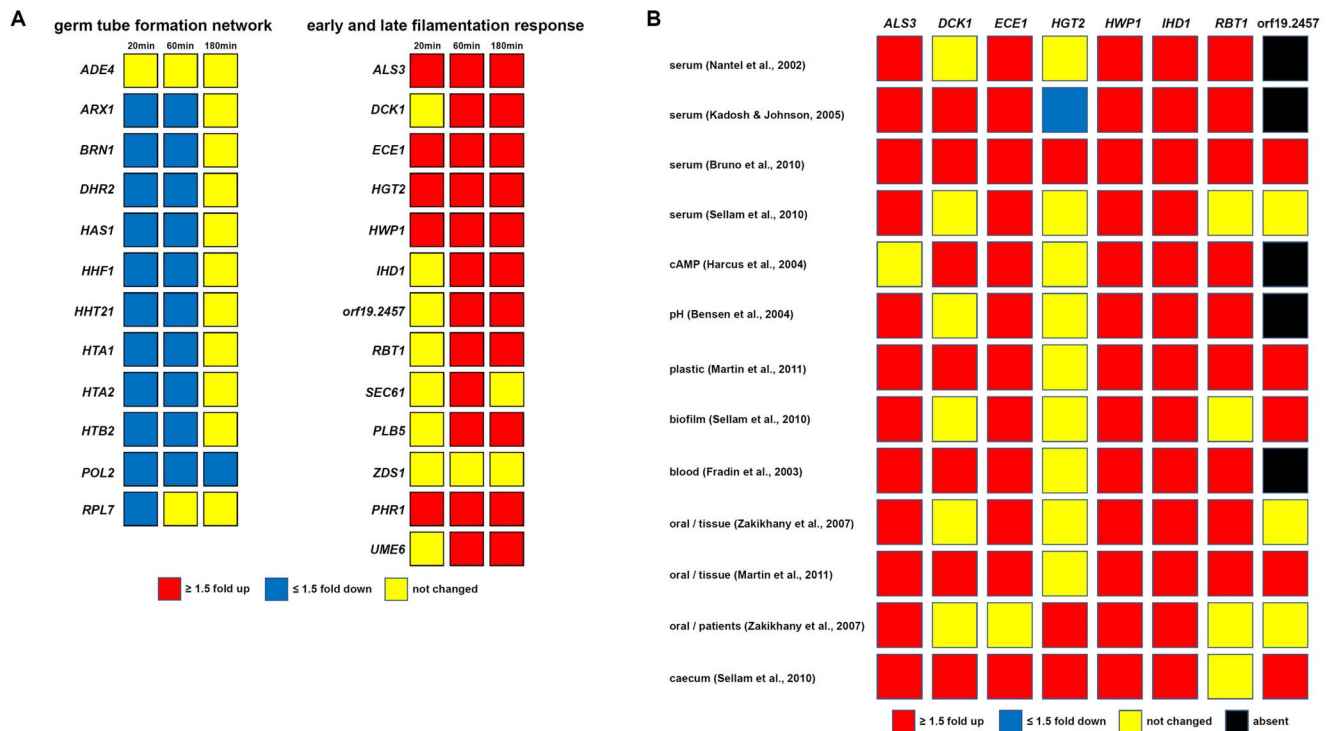 A
germ tube formation network
20min 60min 180min
ADE4
ARX1
BRN1
DHR2
HAS1
HHF1
HHT21
HTA1
HTA2
HTB2
POL2
RPL7
early and late filamentation response
20min 60min 180min
ALS3
DCK1
ECE1
HGT2
HWP1
IHD1
orf19.2457
RBT1
SEC61
PLB5
ZDS1
PHR1
UME6
≥ 1.5 fold up ≤ 1.5 fold down not changed
B
ALS3 DCK1 ECE1 HGT2 HWP1 IHD1 RBT1 orf19.2457
serum (Nantel et al., 2002)
serum (Kadosh & Johnson, 2005)
serum (Bruno et al., 2010)
serum (Sellam et al., 2010)
cAMP (Harcus et al., 2004)
pH (Bensen et al., 2004)
plastic (Martin et al., 2011)
biofilm (Sellam et al., 2010)
blood (Fradin et al., 2003)
oral / tissue (Zakikhany et al., 2007)
oral / tissue (Martin et al., 2011)
oral / patients (Zakikhany et al., 2007)
caecum (Sellam et al., 2010)
≥ 1.5 fold up ≤ 1.5 fold down not changed absent